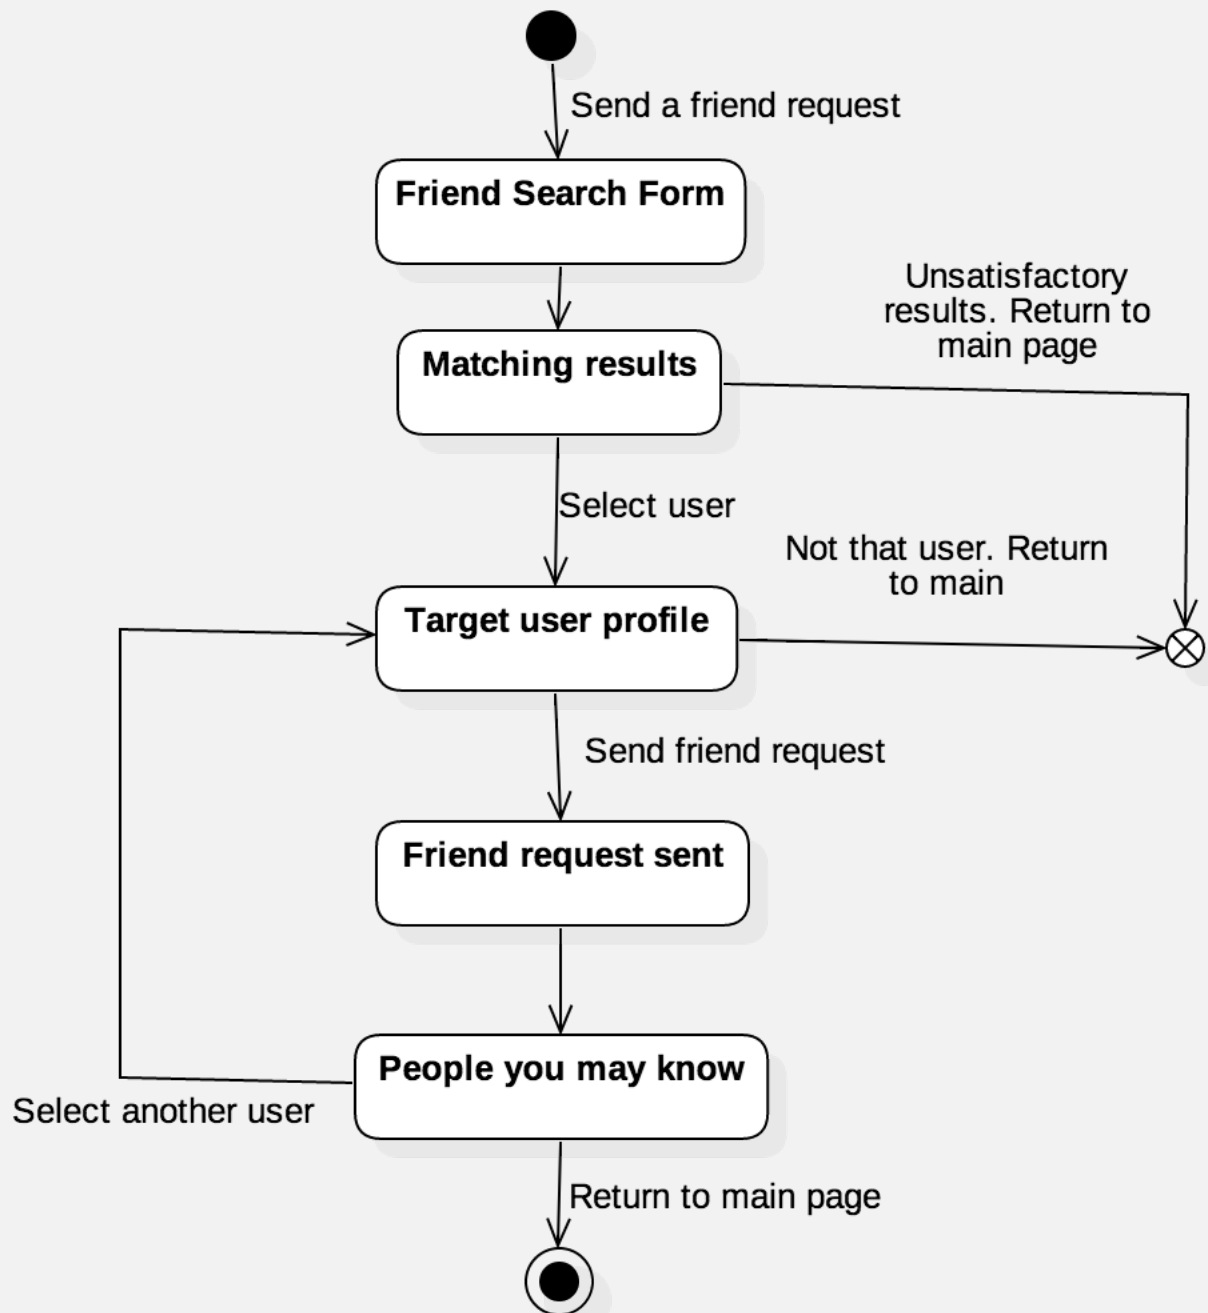 Send a friend request
Friend Search Form
Unsatisfactory
results. Return to
main page
Matching results
Select user
Not that user. Return
to main
Target user profile
Send friend request
Friend request sent
People you may know
Select another user
Return to main page